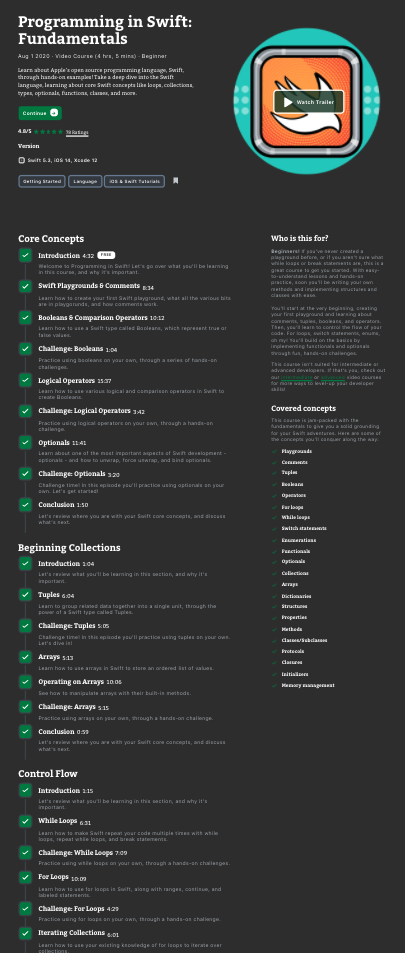 Programming in Swift:
Fundamentals
Aug 1 2020 · Video Course (4 hrs, 5 mins) · Beginner
Learn about Apple's open source programming language, Swift,
through hands-on examples! Take a deep dive into the Swift
language, learning about core Swift concepts like loops, collections,
types, optionals, functions, classes, and more.
Watch Trailer
Continue
4.8/5 78 Ratings
Version
Swift 5.3, iOS 14, Xcode 12
Getting Started Language iOS & Swift Tutorials
Core Concepts
Introduction 4:32 FREE
Welcome to Programming in Swift! Let's go over what you'll be learning
in this course, and why it's important.
Swift Playgrounds & Comments 8:34
Learn how to create your first Swift playground, what all the various bits
are in playgrounds, and how comments work.
Booleans & Comparison Operators 10:12
Learn how to use a Swift type called Booleans, which represent true or
false values.
Challenge: Booleans 1:04
Practice using booleans on your own, through a series of hands-on
challenges.
Logical Operators 15:37
Learn how to use various logical and comparison operators in Swift to
create Booleans.
Challenge: Logical Operators 3:42
Practice using logical operators on your own, through a hands-on
challenge.
Optionals 11:41
Learn about one of the most important aspects of Swift development -
optionals - and how to unwrap, force unwrap, and bind optionals.
Challenge: Optionals 3:20
Challenge time! In this episode you'll practice using optionals on your
own. Let's get started!
Conclusion 1:50
Let's review where you are with your Swift core concepts, and discuss
what's next.
Beginning Collections
Introduction 1:04
Let's review what you'll be learning in this section, and why it's
important.
Tuples 6:04
Learn to group related data together into a single unit, through the
power of a Swift type called Tuples.
Challenge: Tuples 5:05
Challenge time! In this episode you'll practice using tuples on your own.
Let's dive in!
Arrays 5:13
Learn how to use arrays in Swift to store an ordered list of values.
Operating on Arrays 10:06
See how to manipulate arrays with their built-in methods.
Challenge: Arrays 5:15
Practice using arrays on your own, through a hands-on challenge.
Conclusion 0:59
Let's review where you are with your Swift core concepts, and discuss
what's next.
Control Flow
Introduction 1:15
Let's review what you'll be learning in this section, and why it's
important.
While Loops 6:31
Learn how to make Swift repeat your code multiple times with while
loops, repeat while loops, and break statements.
Challenge: While Loops 7:09
Practice using while loops on your own, through a hands-on challenges.
For Loops 10:09
Learn how to use for loops in Swift, along with ranges, continue, and
labeled statements.
Challenge: For Loops 4:29
Practice using for loops on your own, through a hands-on challenge.
Iterating Collections 6:01
Learn how to use your existing knowledge of for loops to iterate over
collections.
Who is this for?
Beginners! If you've never created a
playground before, or if you aren't sure what
while loops or break statements are, this is a
great course to get you started. With easy-
to-understand lessons and hands-on
practice, soon you'll be writing your own
methods and implementing structures and
classes with ease.
You'll start at the very beginning, creating
your first playground and learning about
comments, tuples, booleans, and operators.
Then, you'll learn to control the flow of your
code. For loops, switch statements, enums,
oh my! You'll build on the basics by
implementing functions and optionals
through fun, hands-on challenges.
This course isn't suited for intermediate or
advanced developers. If that's you, check out
our or video courses
for more ways to level-up your developer
skills!
Covered concepts
This course is jam-packed with the
fundamentals to give you a solid grounding
for your Swift adventures. Here are some of
the concepts you'll conquer along the way:
Playgrounds
Comments
Tuples
Booleans
Operators
For loops
While loops
Switch statements
Enumerations
Functionals
Optionals
Collections
Arrays
Dictionaries
Structures
Properties
Methods
Classes/Subclasses
Protocols
Closures
Initializers
Memory management